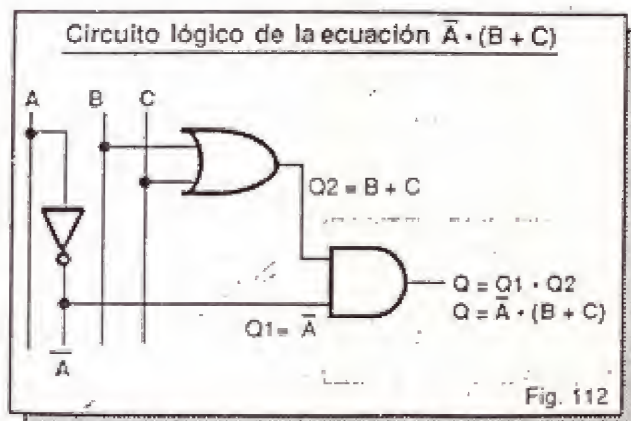 Circuito lógico de la ecuación A̅ • (B + C)
A B C
Q2 = B + C
Q = Q1 • Q2
Q = A̅ • (B + C)
Q1 = A̅
A̅
Fig. 112